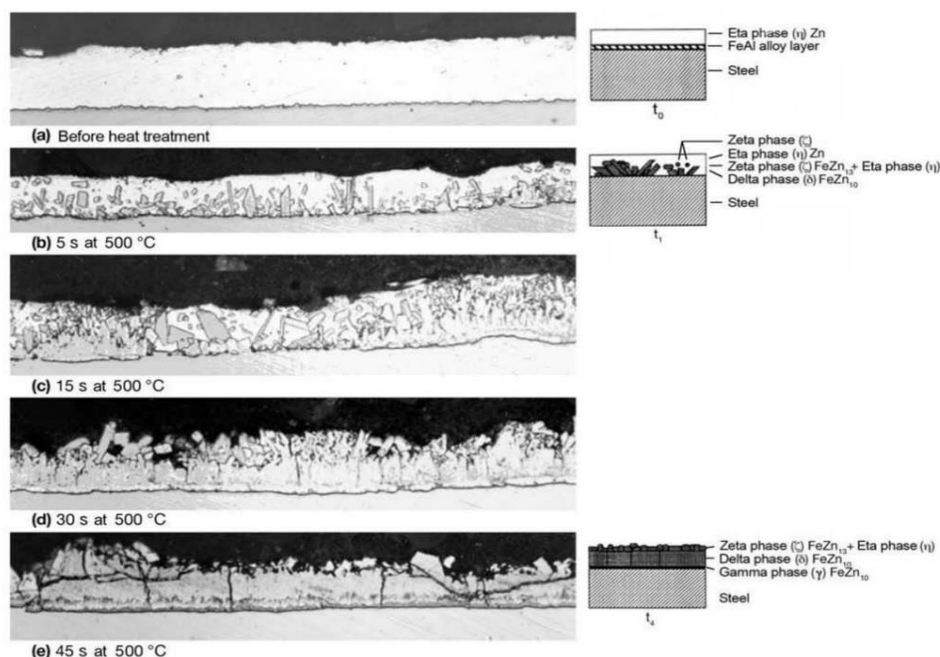 Eta phase (η) Zn
FeAl alloy layer
Steel
t₀
(a) Before heat treatment
Zeta phase (ζ)
Eta phase (η) Zn
Zeta phase (ζ) FeZn₁₃+ Eta phase (η)
Delta phase (δ) FeZn₁₀
Steel
t₁
(b) 5 s at 500 °C
(c) 15 s at 500 °C
(d) 30 s at 500 °C
Zeta phase (ζ) FeZn₁₃+ Eta phase (η)
Delta phase (δ) FeZn₁₀
Gamma phase (γ) FeZn₁₀
Steel
t₄
(e) 45 s at 500 °C